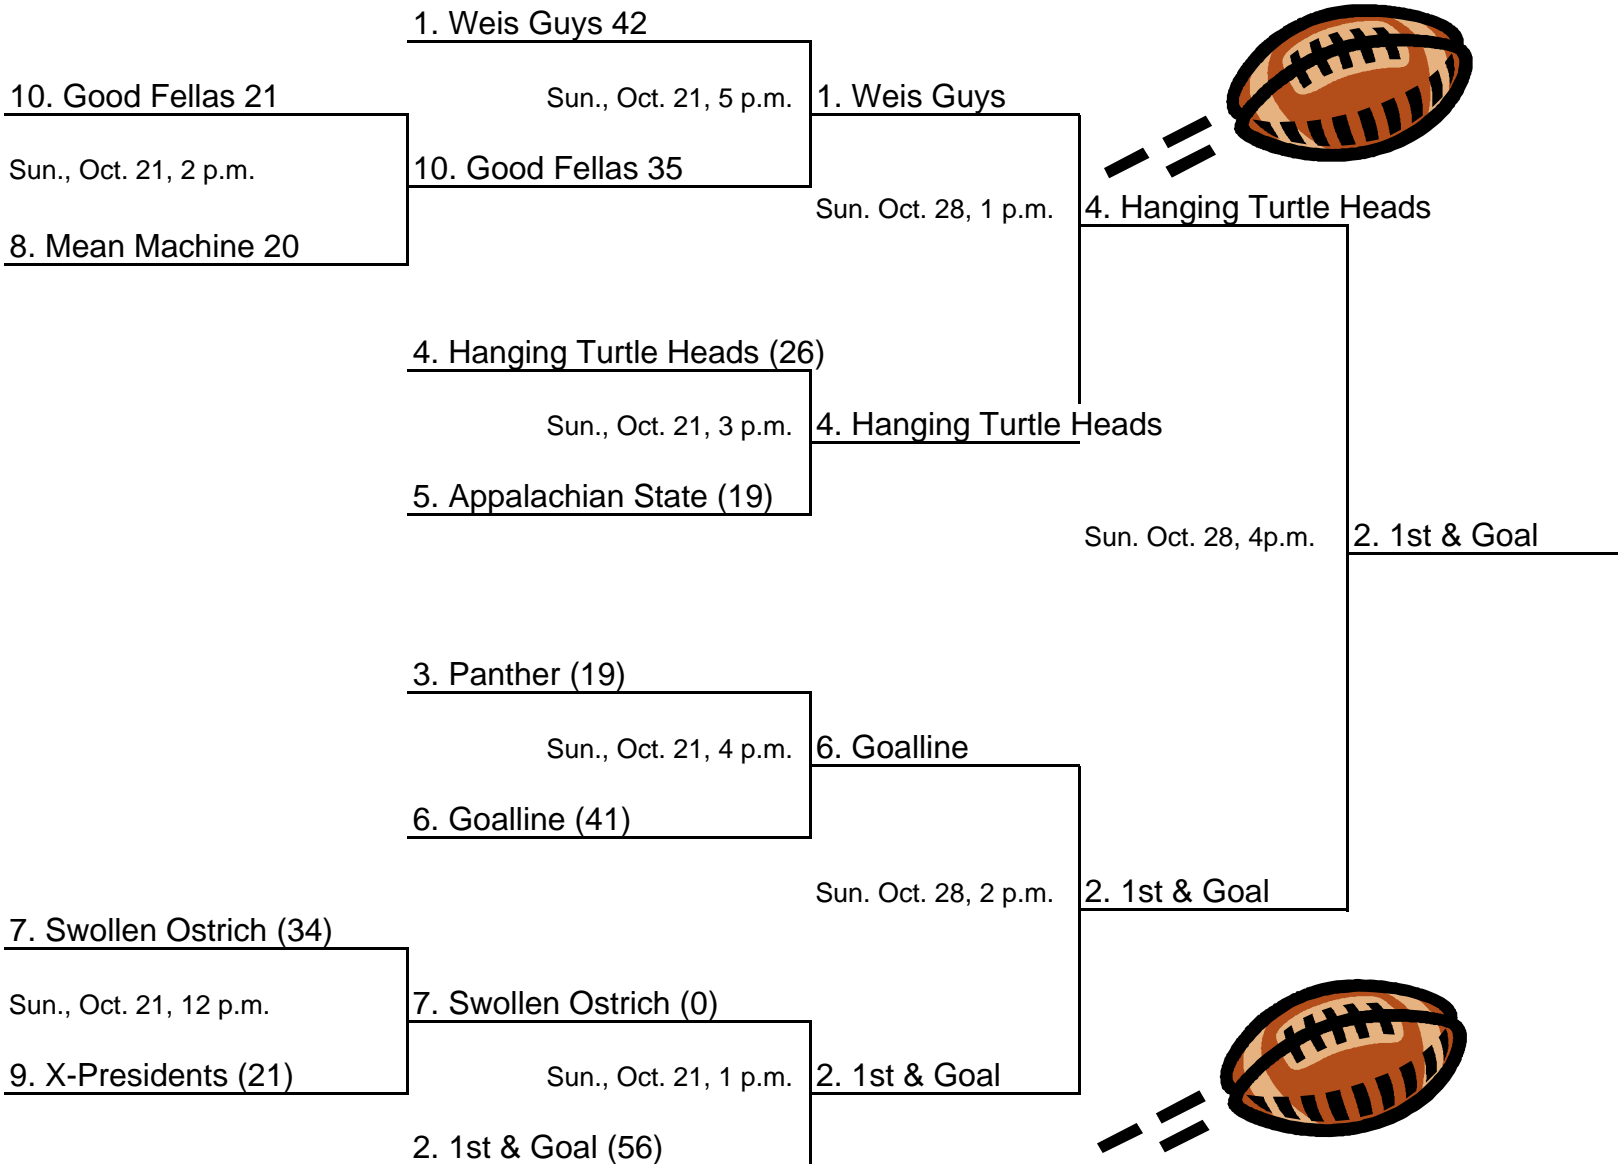 1. Weis Guys 42
10. Good Fellas 21
Sun., Oct. 21, 5 p.m.
1. Weis Guys
Sun., Oct. 21, 2 p.m.
10. Good Fellas 35
Sun. Oct. 28, 1 p.m.
4. Hanging Turtle Heads
8. Mean Machine 20
4. Hanging Turtle Heads (26)
Sun., Oct. 21, 3 p.m.
4. Hanging Turtle Heads
5. Appalachian State (19)
Sun. Oct. 28, 4p.m.
2. 1st & Goal
3. Panther (19)
Sun., Oct. 21, 4 p.m.
6. Goalline
6. Goalline (41)
Sun. Oct. 28, 2 p.m.
2. 1st & Goal
7. Swollen Ostrich (34)
Sun., Oct. 21, 12 p.m.
7. Swollen Ostrich (0)
9. X-Presidents (21)
Sun., Oct. 21, 1 p.m.
2. 1st & Goal
2. 1st & Goal (56)